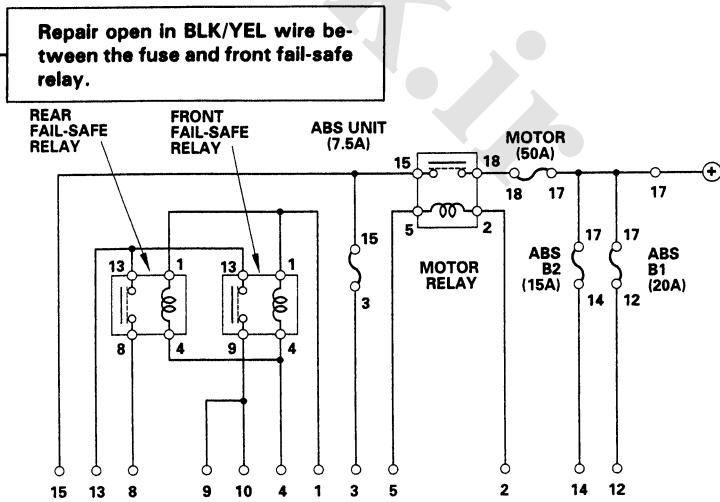 Repair open in BLK/YEL wire be-
tween the fuse and front fail-safe
relay.
REAR
FAIL-SAFE
RELAY
FRONT
FAIL-SAFE
RELAY
ABS UNIT
(7.5A)
MOTOR
(50A)
15
18
18
17
17
5
2
MOTOR
RELAY
15
3
ABS
B2
(15A)
17
14
17
12
ABS
B1
(20A)
+
13
1
13
1
8
4
9
4
15
13
8
9
10
4
1
3
5
2
14
12
k.ir